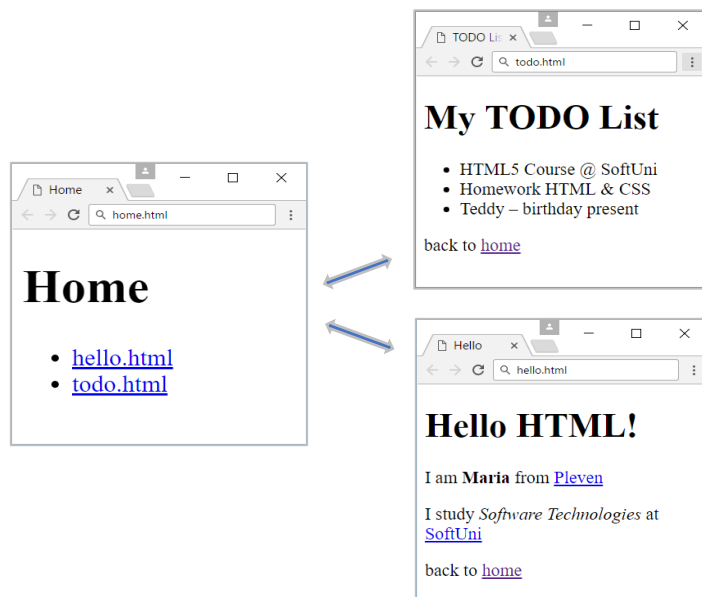 Home
home.html
Home
hello.html
todo.html
TODO Lis
todo.html
My TODO List
HTML5 Course @ SoftUni
Homework HTML & CSS
Teddy – birthday present
back to home
Hello
hello.html
Hello HTML!
I am Maria from Pleven
I study Software Technologies at
SoftUni
back to home